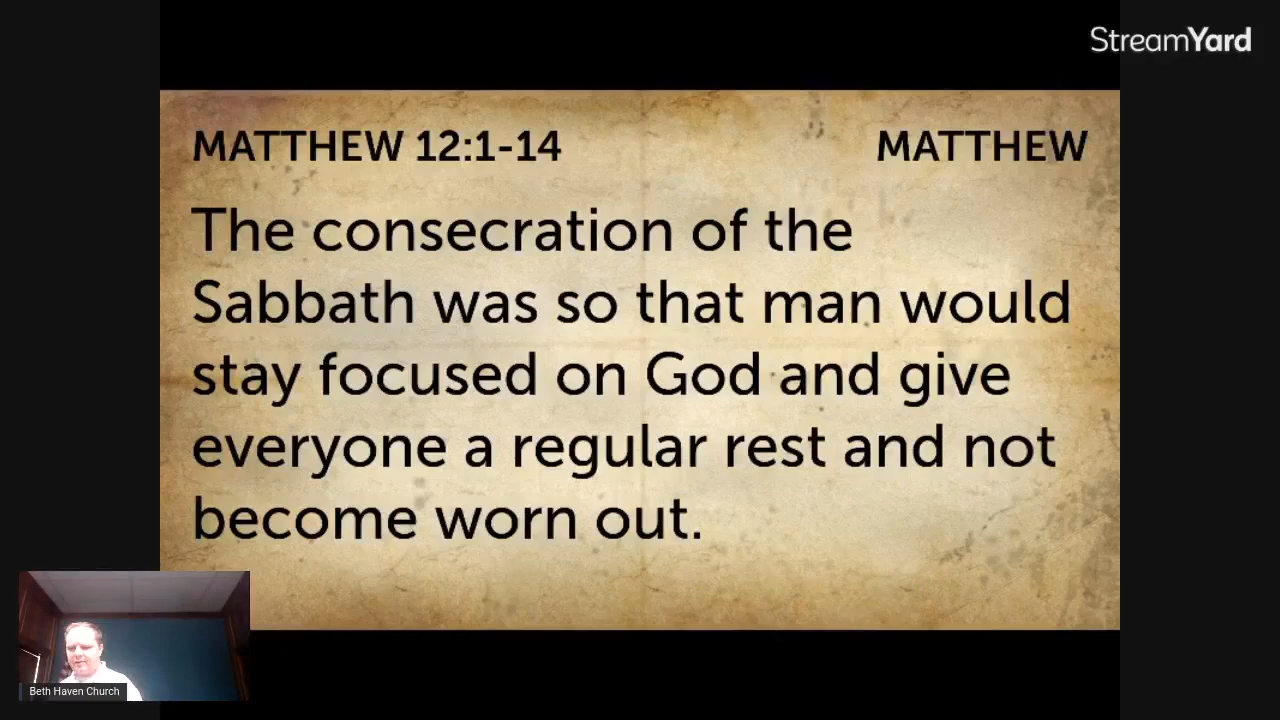 StreamYard
MATTHEW 12:1-14 MATTHEW
The consecration of the
Sabbath was so that man would
stay focused on God and give
everyone a regular rest and not
become worn out.
Beth Haven Church